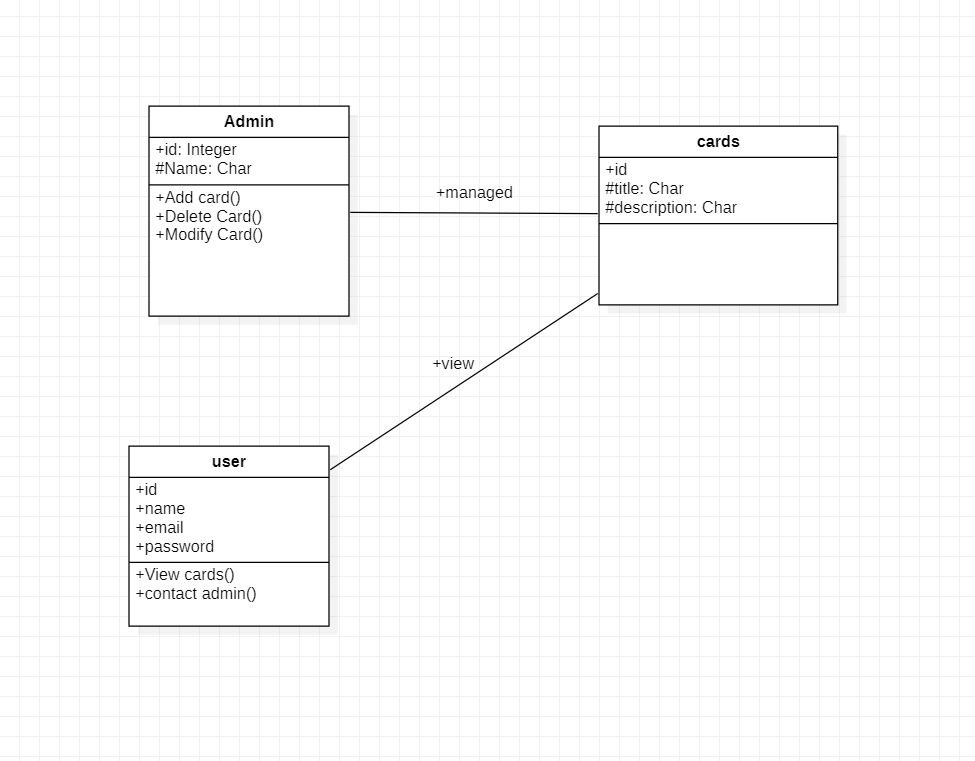 Admin
+id: Integer
#Name: Char
+Add card()
+Delete Card()
+Modify Card()
+managed
cards
+id
#title: Char
#description: Char
+view
user
+id
+name
+email
+password
+View cards()
+contact admin()